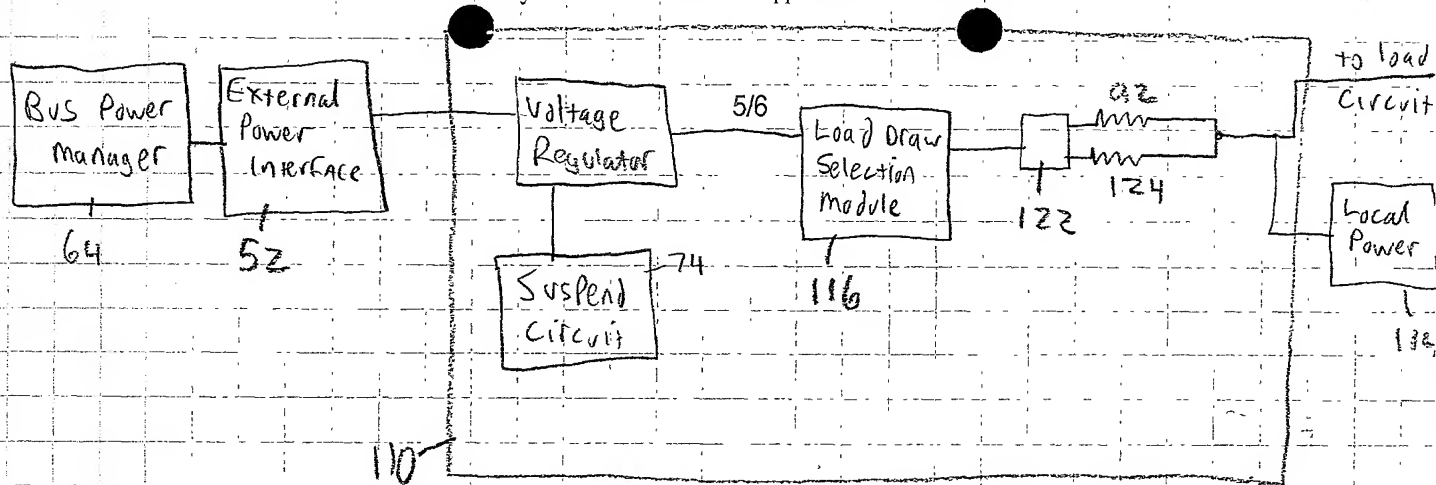 to load
Circuit
Bus Power
Manager
64
External
Power
Interface
52
Voltage
Regulator
5/6
Load Draw
Selection
Module
116
122
124
Suspend
Circuit
74
Local
Power
110